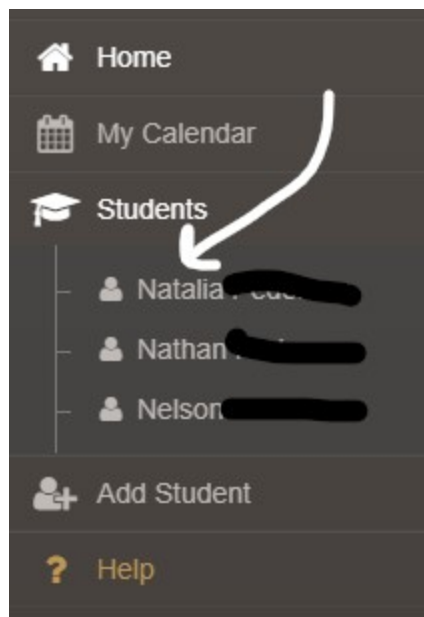 Home
My Calendar
Students
Natalia
Nathan
Nelson
Add Student
? Help